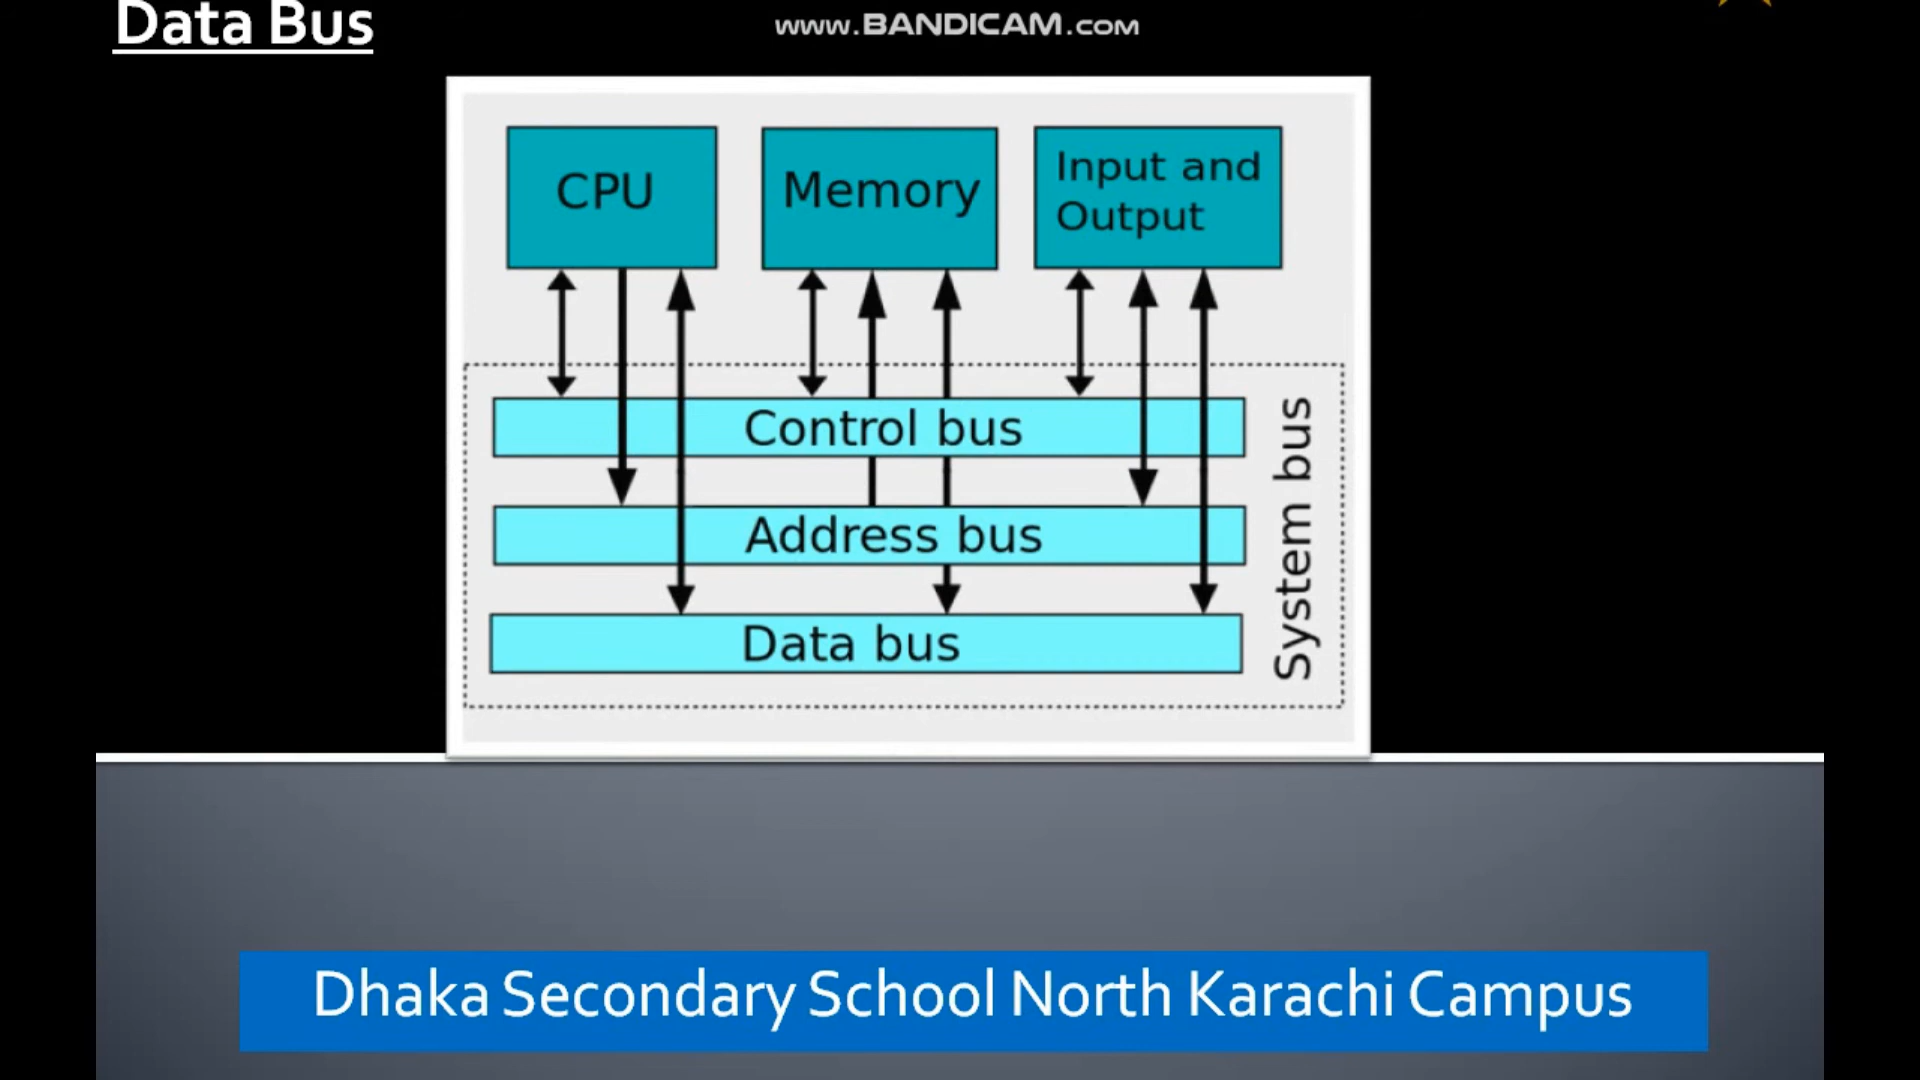 Data Bus
www.BANDICAM.com
CPU
Memory
Input and
Output
Control bus
Address bus
Data bus
System bus
Dhaka Secondary School North Karachi Campus